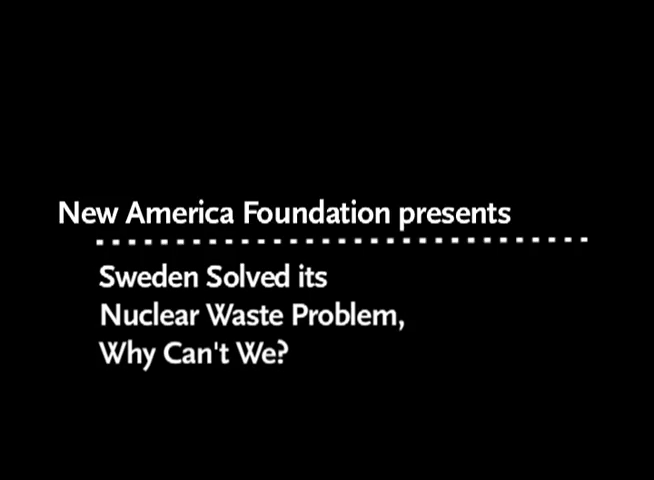 New America Foundation presents
Sweden Solved its
Nuclear Waste Problem,
Why Can't We?